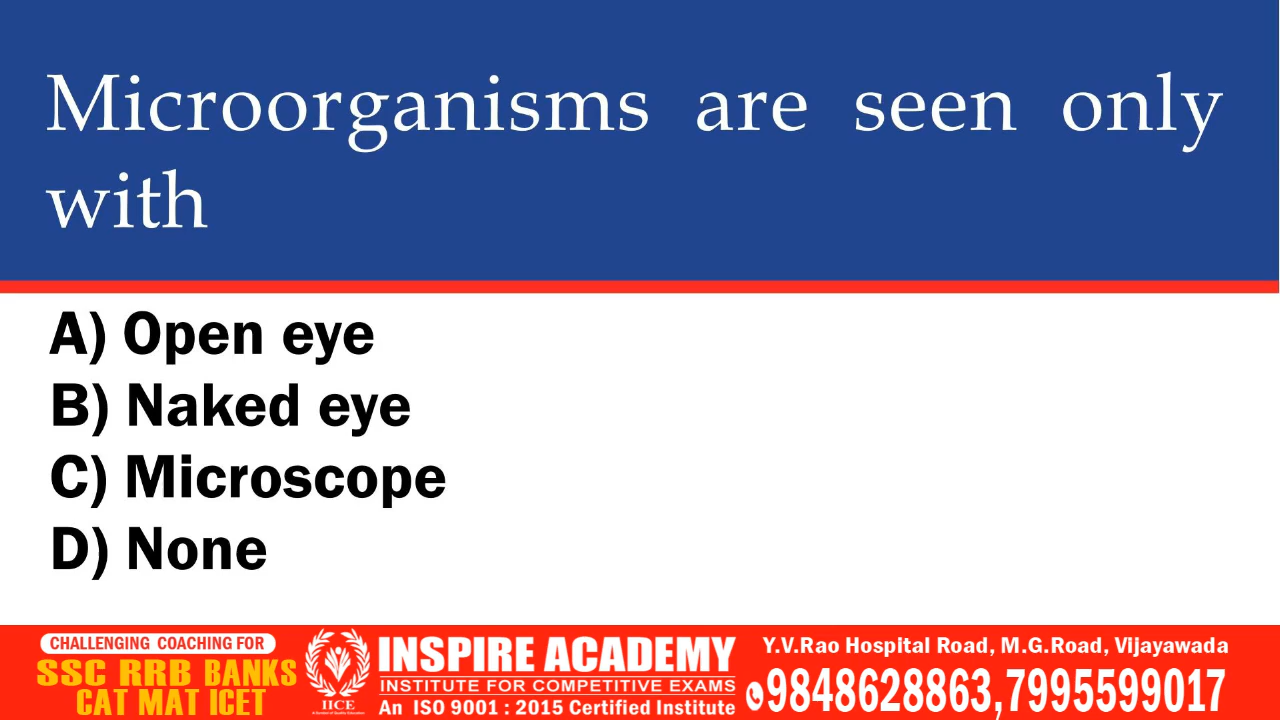 Microorganisms are seen only
with
A) Open eye
B) Naked eye
C) Microscope
D) None
CHALLENGING COACHING FOR
SSC RRB BANKS
CAT MAT ICET
IICE
INSPIRE ACADEMY
INSTITUTE FOR COMPETITIVE EXAMS
An ISO 9001 : 2015 Certified Institute
Y.V.Rao Hospital Road, M.G.Road, Vijayawada
9848628863,7995599017